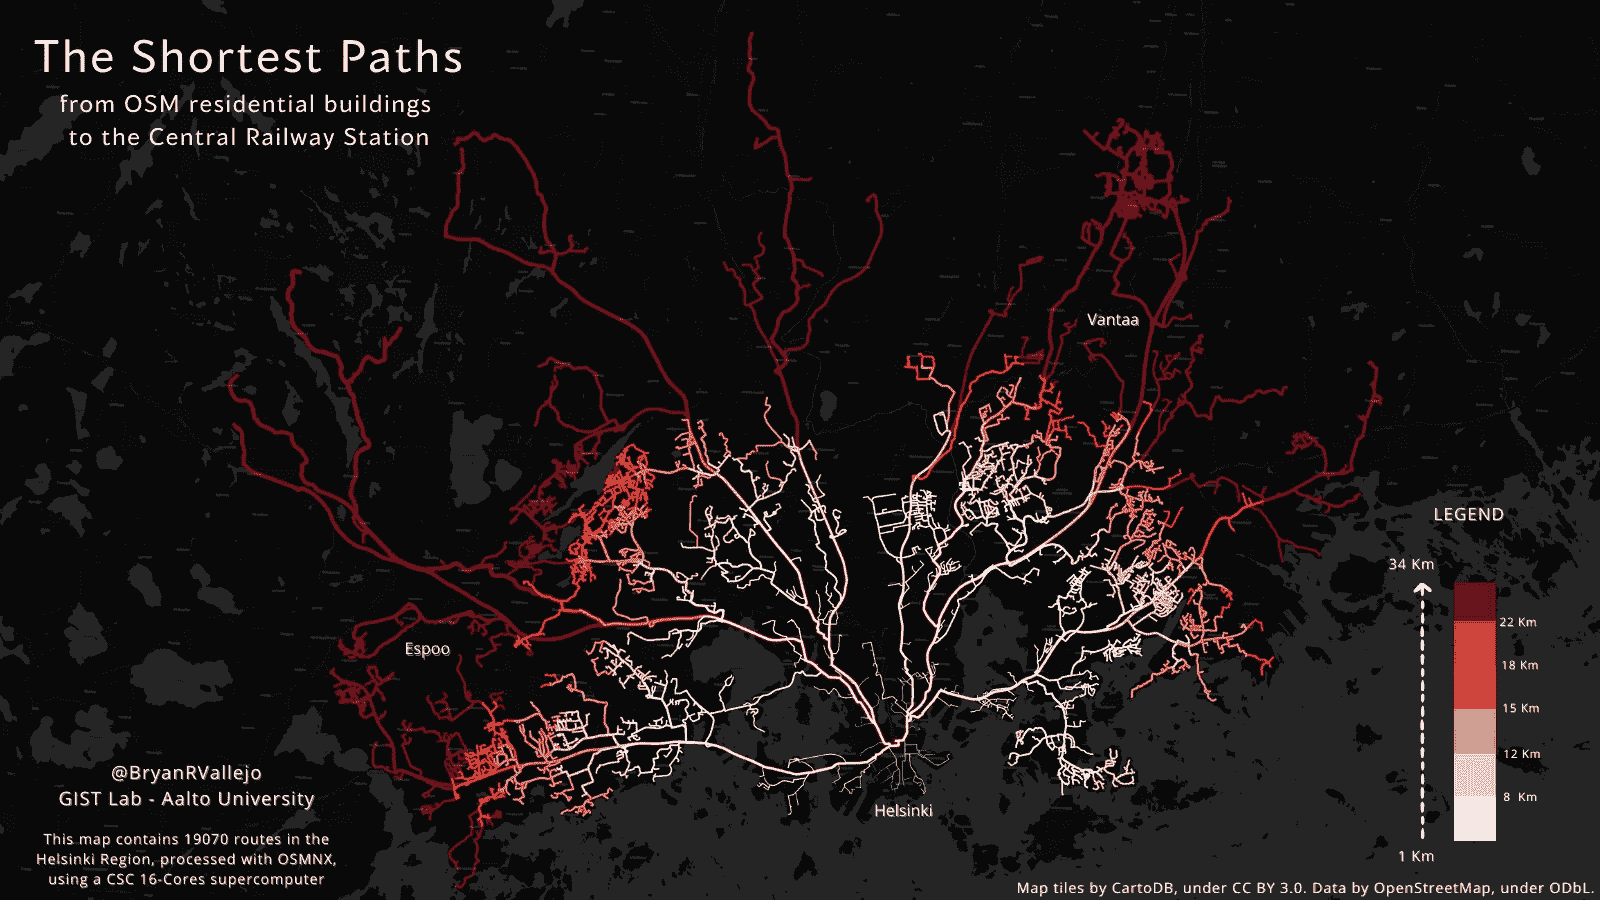 The Shortest Paths
from OSM residential buildings
to the Central Railway Station
Vantaa
Espoo
Helsinki
LEGEND
34 Km
22 Km
18 Km
15 Km
12 Km
8 Km
1 Km
@BryanRVallejo
GIST Lab - Aalto University
This map contains 19070 routes in the
Helsinki Region, processed with OSMNX,
using a CSC 16-Cores supercomputer
Map tiles by CartoDB, under CC BY 3.0. Data by OpenStreetMap, under ODbL.